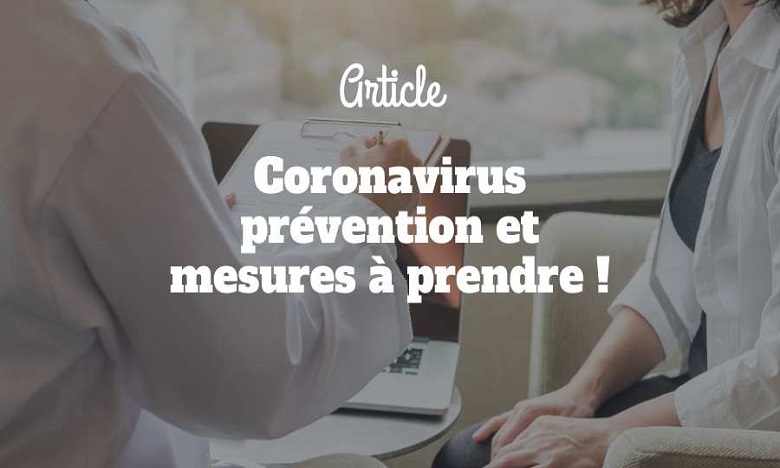 Article
Coronavirus
prévention et
mesures à prendre !